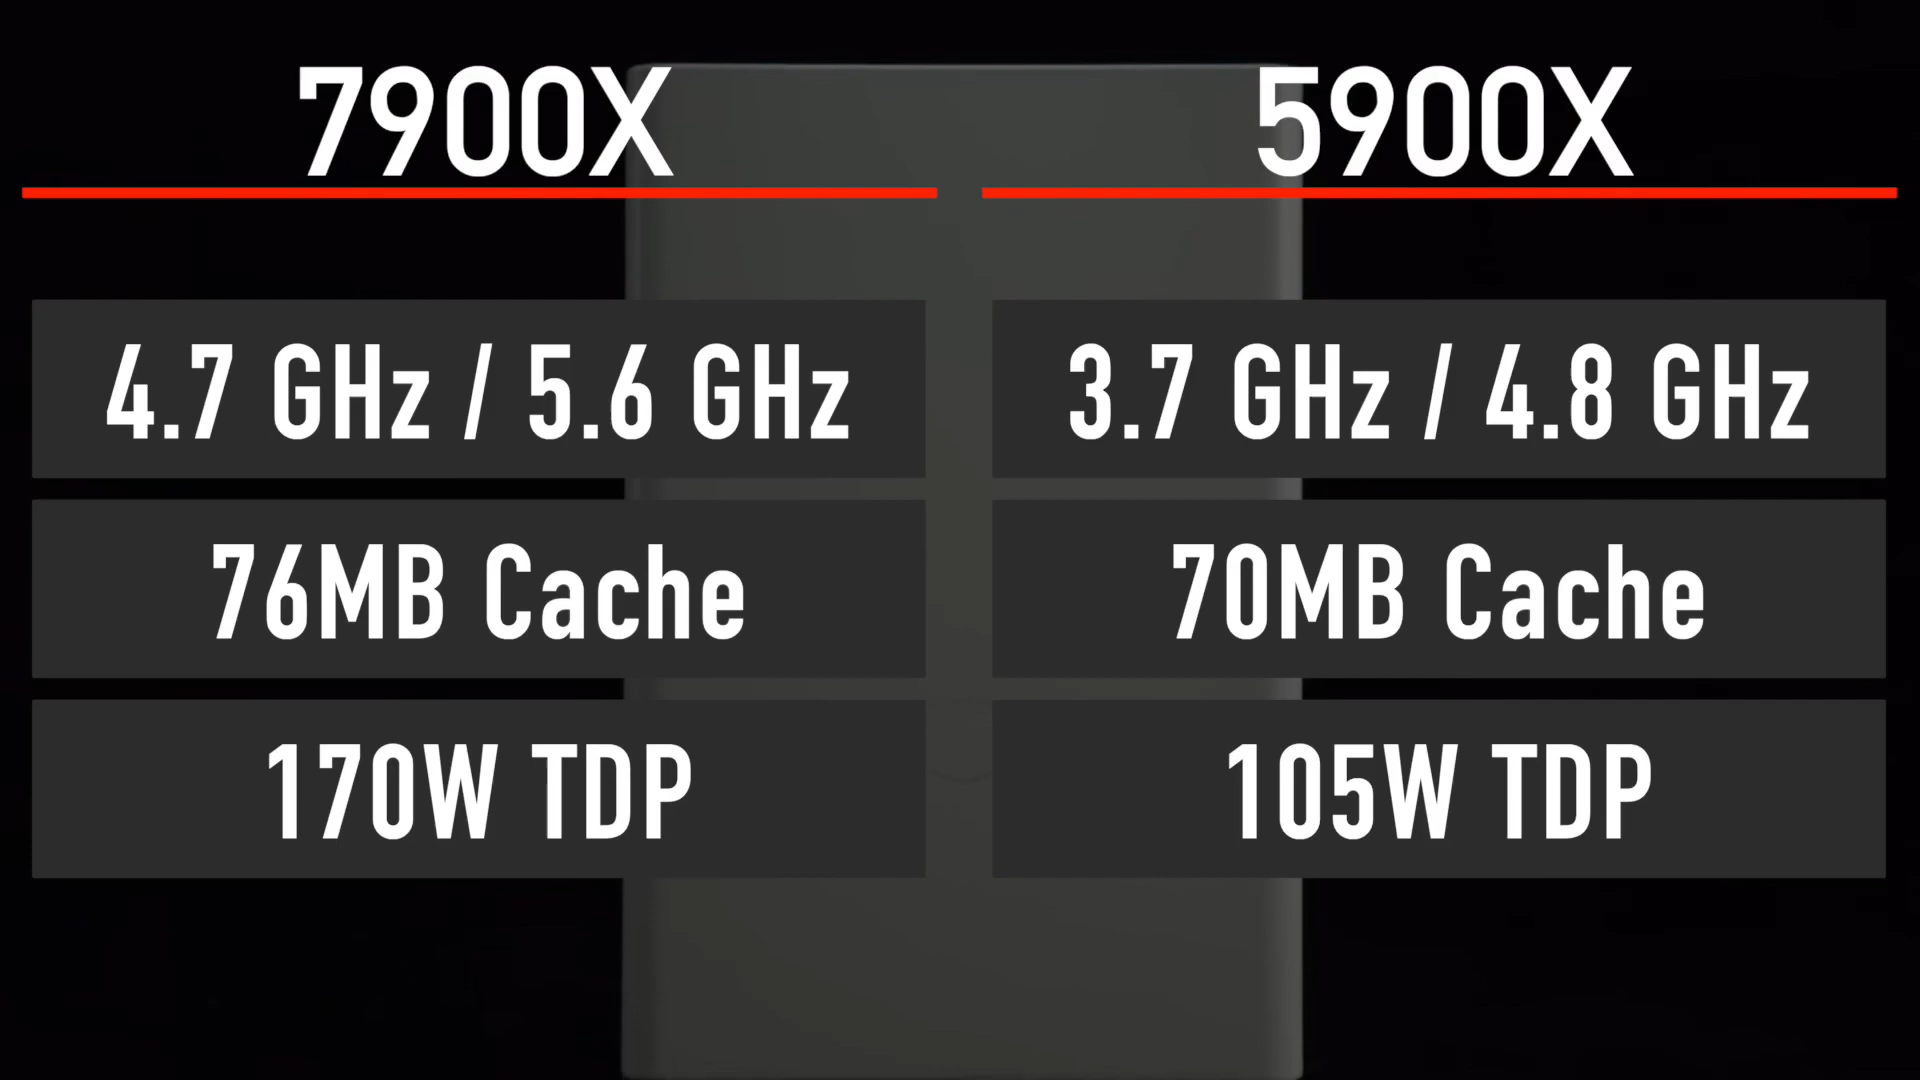 7900X
4.7 GHz / 5.6 GHz
76MB Cache
170W TDP
5900X
3.7 GHz / 4.8 GHz
70MB Cache
105W TDP